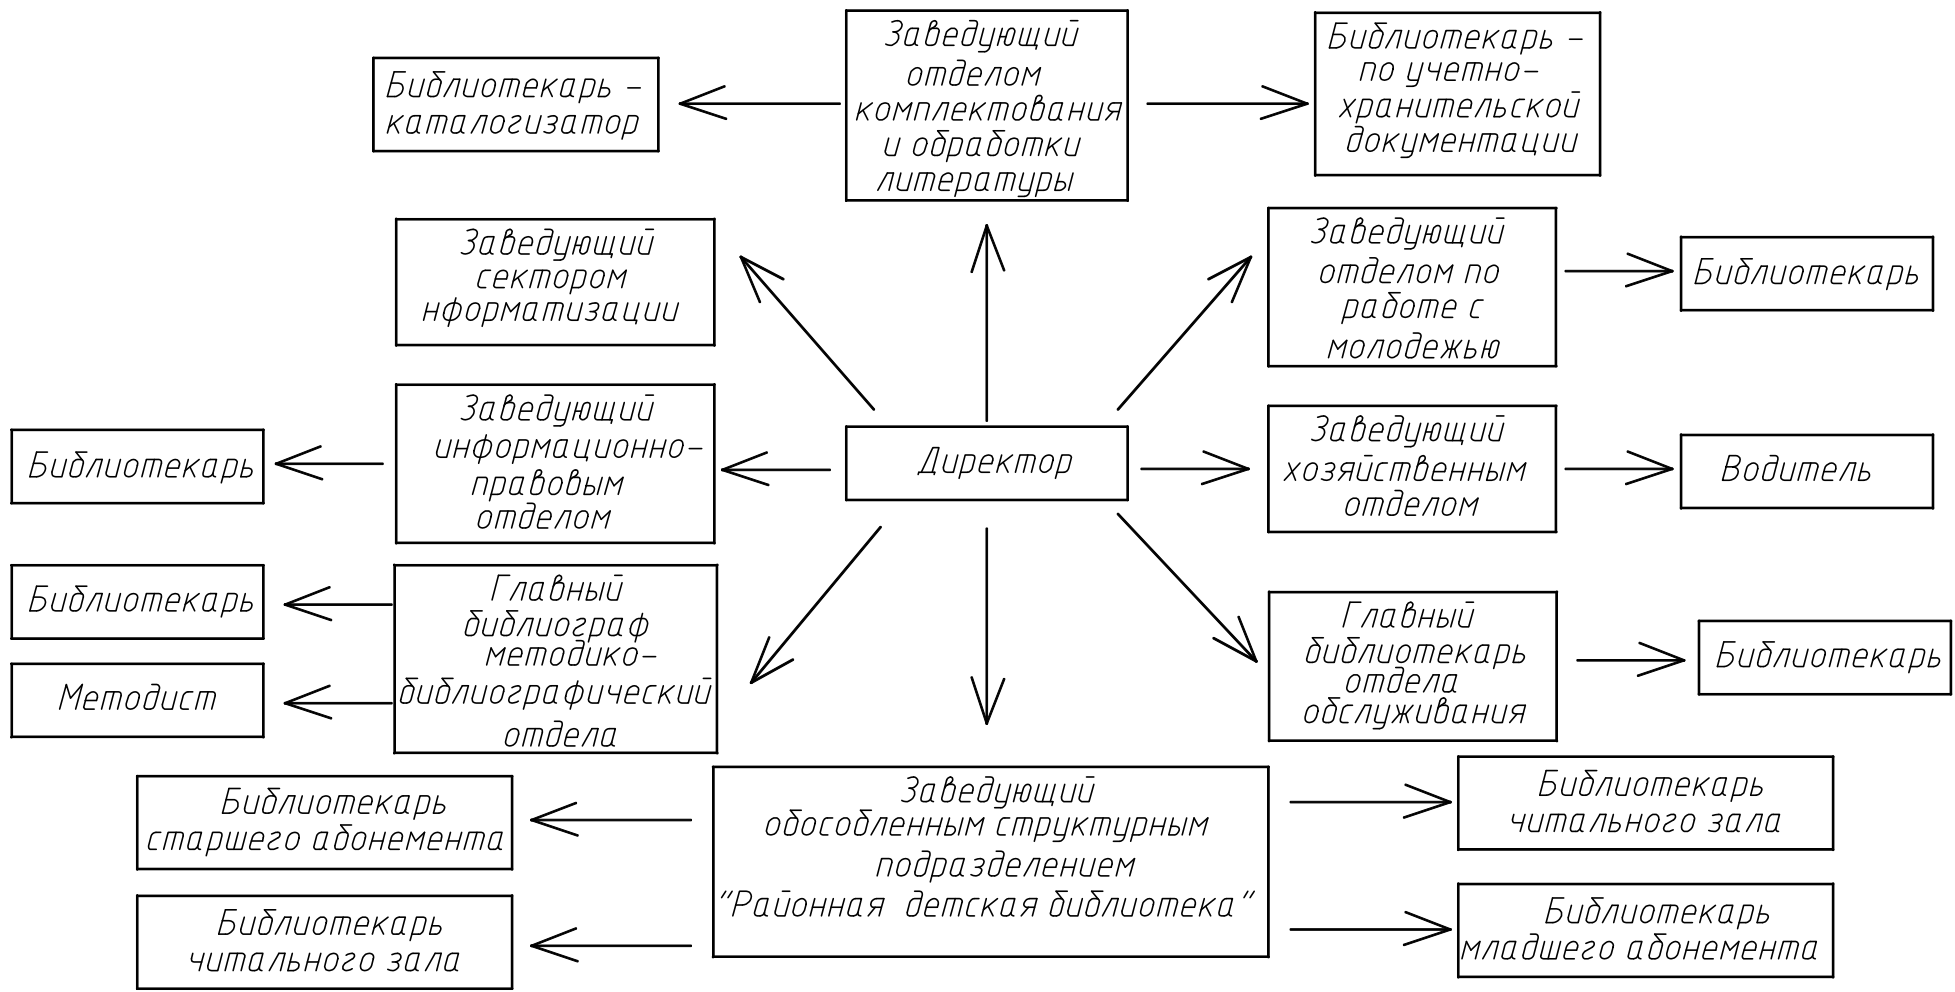 Библиотекарь -
каталогизатор
Заведующий
отделом
комплектования
и обработки
литературы
Библиотекарь -
по учетно-
хранительской
документации
Заведующий
сектором
нформатизации
Заведующий
отделом по
работе с
молодежью
Библиотекарь
Библиотекарь
Заведующий
информационно-
правовым
отделом
Директор
Заведующий
хозяйственным
отделом
Водитель
Библиотекарь
Методист
Главный
библиограф
методико-
библиографический
отдела
Главный
библиотекарь
отдела
обслуживания
Библиотекарь
Библиотекарь
старшего абонемента
Библиотекарь
читального зала
Заведующий
обособленным структурным
подразделением
"Районная детская библиотека"
Библиотекарь
читального зала
Библиотекарь
младшего абонемента